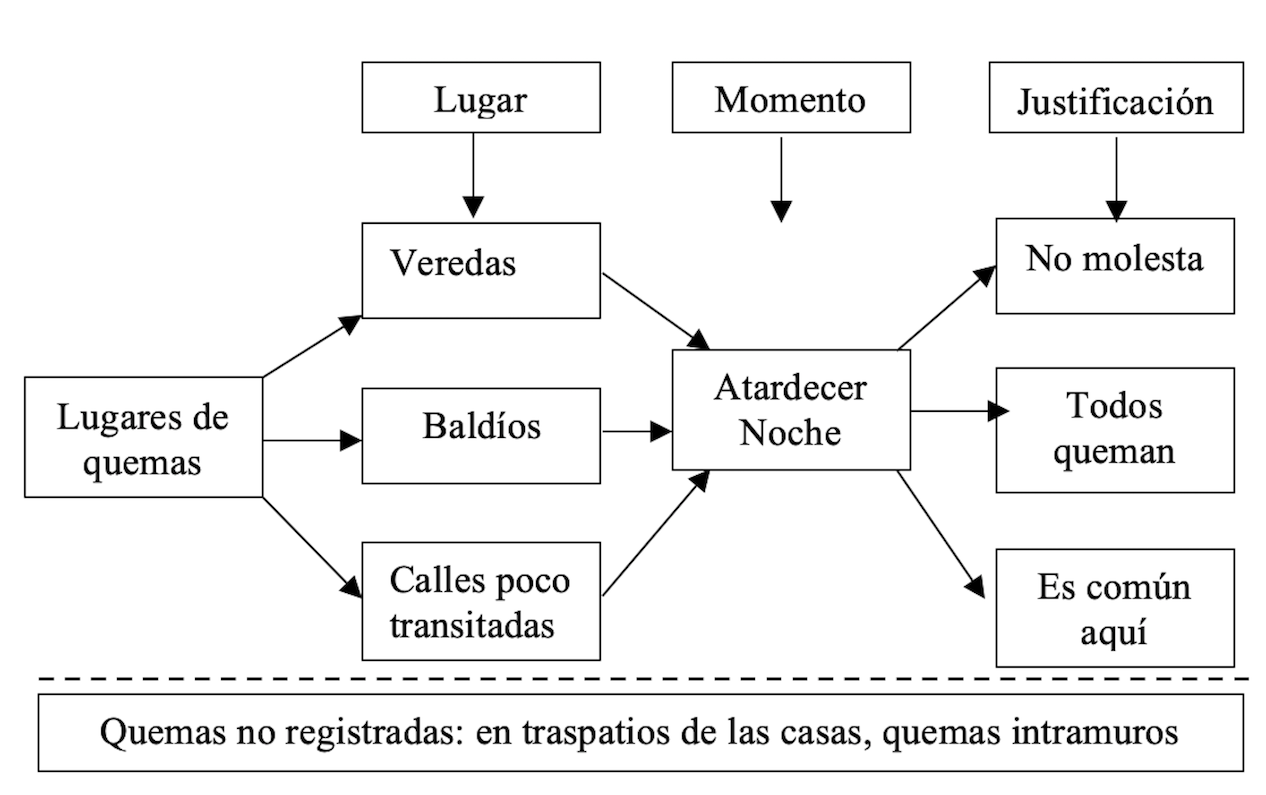 Lugar
Momento
Justificación
Veredas
No molesta
Lugares de
quemas
Baldíos
Atardecer
Noche
Todos
queman
Calles poco
transitadas
Es común
aquí
Quemas no registradas: en traspatios de las casas, quemas intramuros